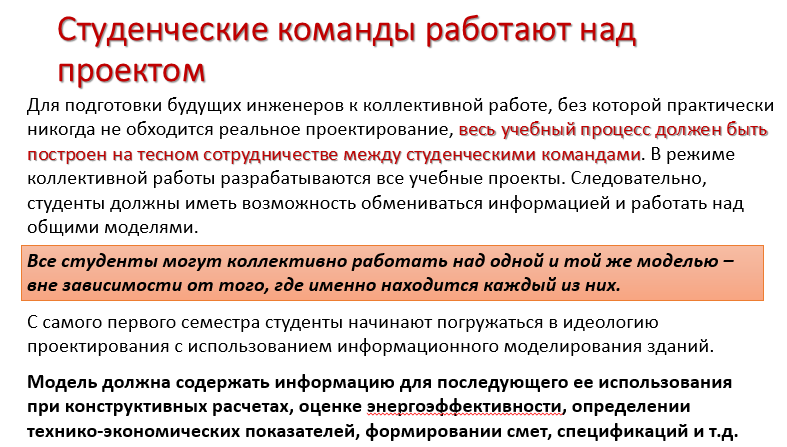 Студенческие команды работают над
проектом
Для подготовки будущих инженеров к коллективной работе, без которой практически
никогда не обходится реальное проектирование, весь учебный процесс должен быть
построен на тесном сотрудничестве между студенческими командами. В режиме
коллективной работы разрабатываются все учебные проекты. Следовательно,
студенты должны иметь возможность обмениваться информацией и работать над
общими моделями.
Все студенты могут коллективно работать над одной и той же моделью –
вне зависимости от того, где именно находится каждый из них.
С самого первого семестра студенты начинают погружаться в идеологию
проектирования с использованием информационного моделирования зданий.
Модель должна содержать информацию для последующего ее использования
при конструктивных расчетах, оценке энергоэффективности, определении
технико-экономических показателей, формировании смет, спецификаций и т.д.